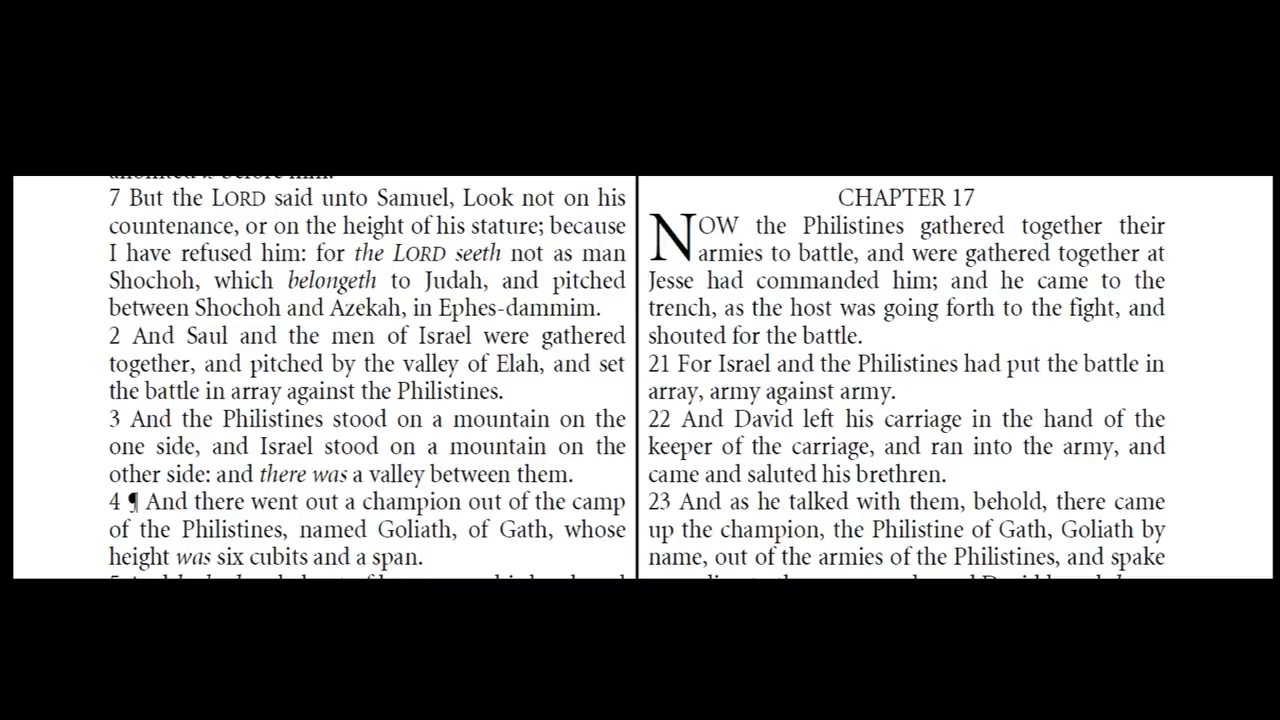 7 But the LORD said unto Samuel, Look not on his
countenance, or on the height of his stature; because
I have refused him: for the LORD seeth not as man
Shochoh, which belongeth to Judah, and pitched
between Shochoh and Azekah, in Ephes-dammim.
2 And Saul and the men of Israel were gathered
together, and pitched by the valley of Elah, and set
the battle in array against the Philistines.
3 And the Philistines stood on a mountain on the
one side, and Israel stood on a mountain on the
other side: and there was a valley between them.
4 ¶ And there went out a champion out of the camp
of the Philistines, named Goliath, of Gath, whose
height was six cubits and a span.
CHAPTER 17
NOW the Philistines gathered together their
armies to battle, and were gathered together at
Jesse had commanded him; and he came to the
trench, as the host was going forth to the fight, and
shouted for the battle.
21 For Israel and the Philistines had put the battle in
array, army against army.
22 And David left his carriage in the hand of the
keeper of the carriage, and ran into the army, and
came and saluted his brethren.
23 And as he talked with them, behold, there came
up the champion, the Philistine of Gath, Goliath by
name, out of the armies of the Philistines, and spake